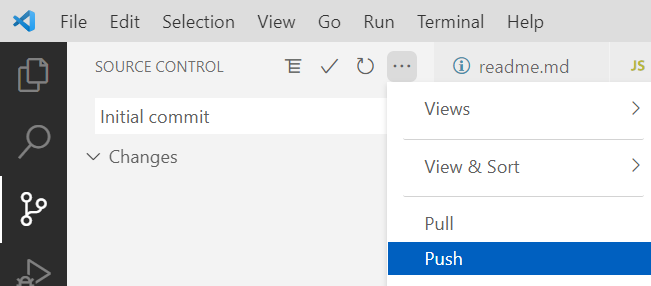 File Edit Selection View Go Run Terminal Help
SOURCE CONTROL
readme.md JS
Initial commit
Changes
Views
View & Sort
Pull
Push